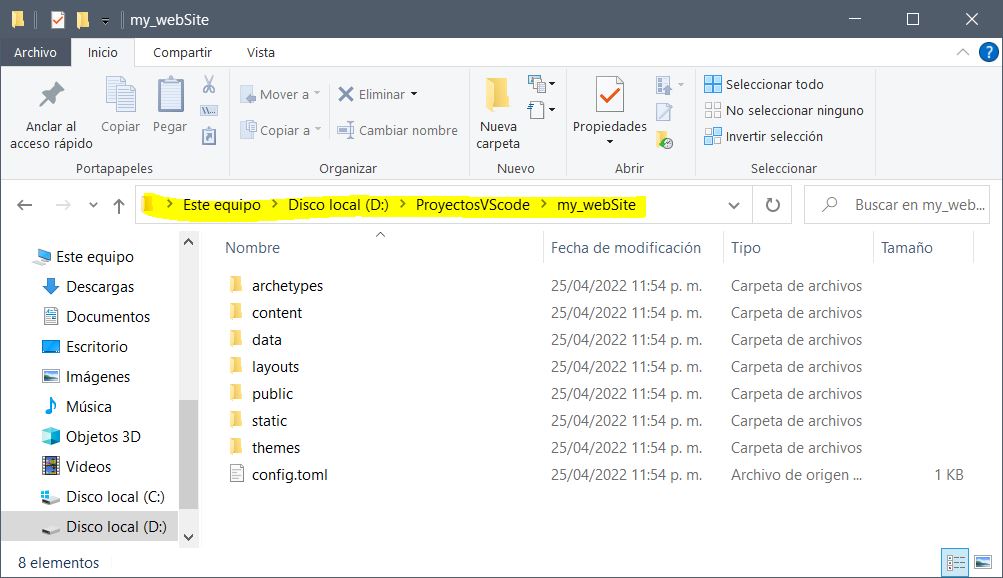 my_webSite
Archivo Inicio Compartir Vista
Anclar al acceso rápido
Copiar
Pegar
Portapapeles
Mover a
Copiar a
Eliminar
Cambiar nombre
Organizar
Nueva carpeta
Nuevo
Propiedades
Abrir
Seleccionar todo
No seleccionar ninguno
Invertir selección
Seleccionar
Este equipo > Disco local (D:) > ProyectosVScode > my_webSite
Buscar en my_web...
Este equipo
Descargas
Documentos
Escritorio
Imágenes
Música
Objetos 3D
Videos
Disco local (C:)
Disco local (D:)
Nombre Fecha de modificación Tipo Tamaño
archetypes 25/04/2022 11:54 p. m. Carpeta de archivos
content 25/04/2022 11:54 p. m. Carpeta de archivos
data 25/04/2022 11:54 p. m. Carpeta de archivos
layouts 25/04/2022 11:54 p. m. Carpeta de archivos
public 25/04/2022 11:54 p. m. Carpeta de archivos
static 25/04/2022 11:54 p. m. Carpeta de archivos
themes 25/04/2022 11:54 p. m. Carpeta de archivos
config.toml 25/04/2022 11:54 p. m. Archivo de origen ... 1 KB
8 elementos